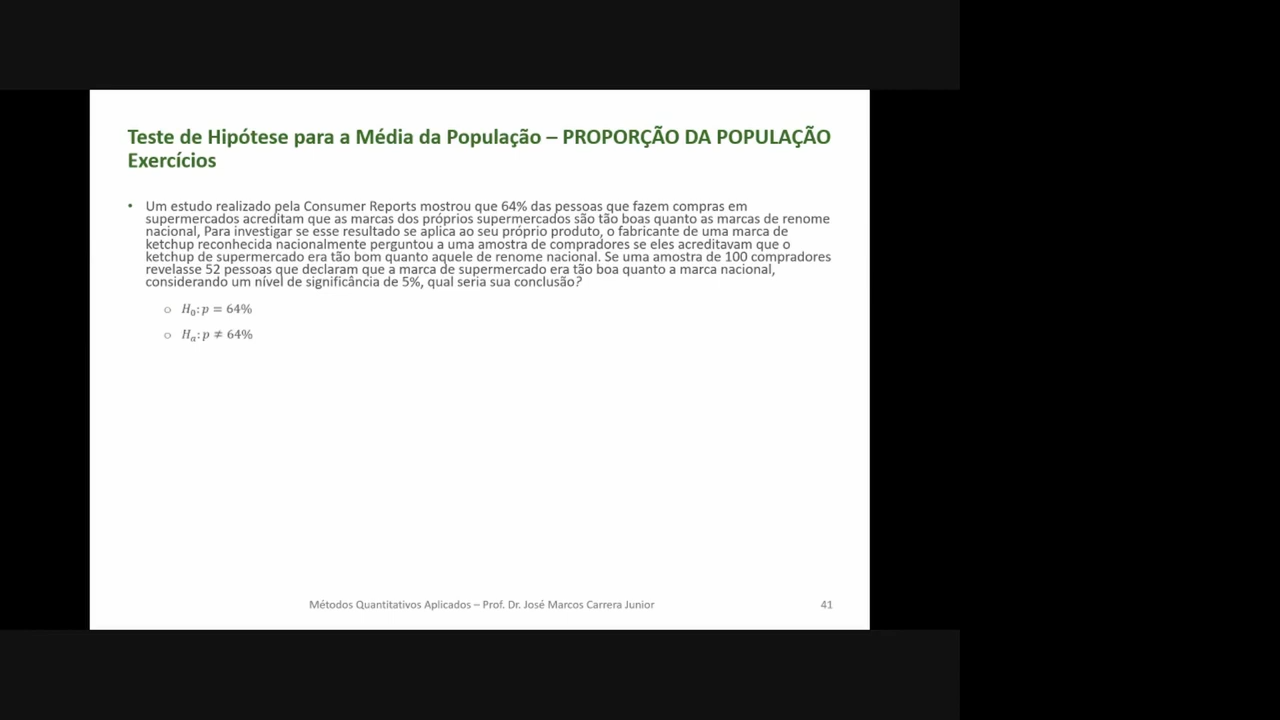 Teste de Hipótese para a Média da População – PROPORÇÃO DA POPULAÇÃO
Exercícios
• Um estudo realizado pela Consumer Reports mostrou que 64% das pessoas que fazem compras em
supermercados acreditam que as marcas dos próprios supermercados são tão boas quanto as marcas de renome
nacional, Para investigar se esse resultado se aplica ao seu próprio produto, o fabricante de uma marca de
ketchup reconhecida nacionalmente perguntou a uma amostra de compradores se eles acreditavam que o
ketchup de supermercado era tão bom quanto aquele de renome nacional. Se uma amostra de 100 compradores
revelasse 52 pessoas que declaram que a marca de supermercado era tão boa quanto a marca nacional,
considerando um nível de significância de 5%, qual seria sua conclusão?
o H₀: p = 64%
o Hₐ: p ≠ 64%
Métodos Quantitativos Aplicados – Prof. Dr. José Marcos Carrera Junior 41